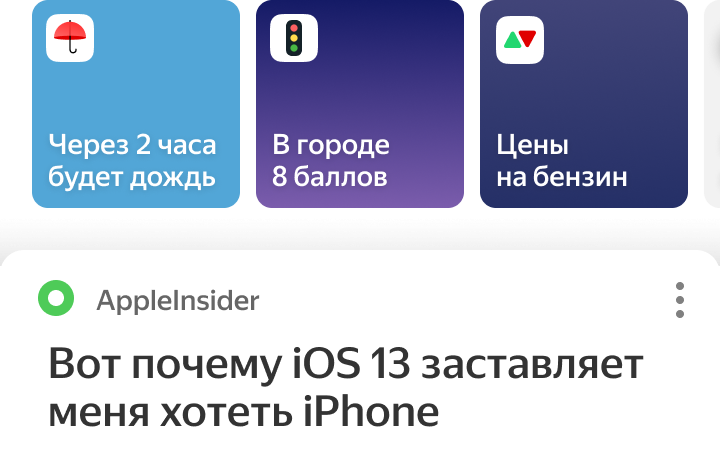 Через 2 часа
будет дождь
В городе
8 баллов
Цены
на бензин
AppleInsider
Вот почему iOS 13 заставляет
меня хотеть iPhone